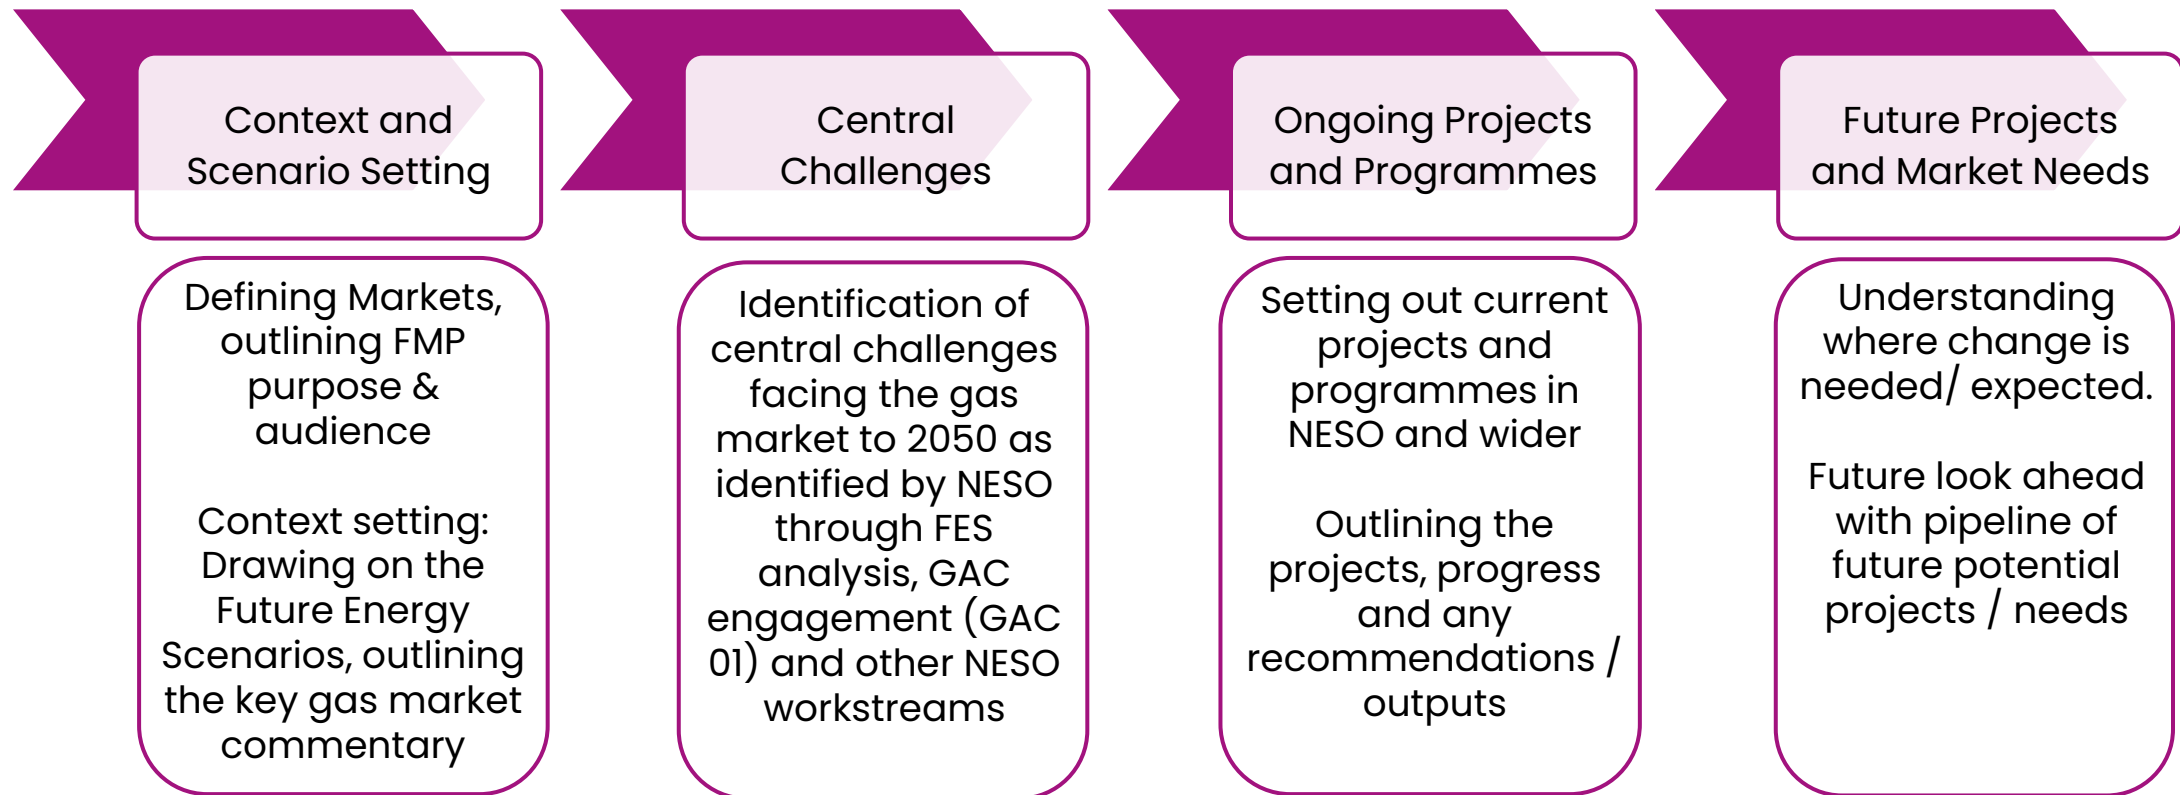 Context and
Scenario Setting
Defining Markets,
outlining FMP
purpose &
audience
Context setting:
Drawing on the
Future Energy
Scenarios, outlining
the key gas market
commentary
Central
Challenges
Identification of
central challenges
facing the gas
market to 2050 as
identified by NESO
through FES
analysis, GAC
engagement (GAC
01) and other NESO
workstreams
Ongoing Projects
and Programmes
Setting out current
projects and
programmes in
NESO and wider
Outlining the
projects, progress
and any
recommendations /
outputs
Future Projects
and Market Needs
Understanding
where change is
needed/ expected.
Future look ahead
with pipeline of
future potential
projects / needs